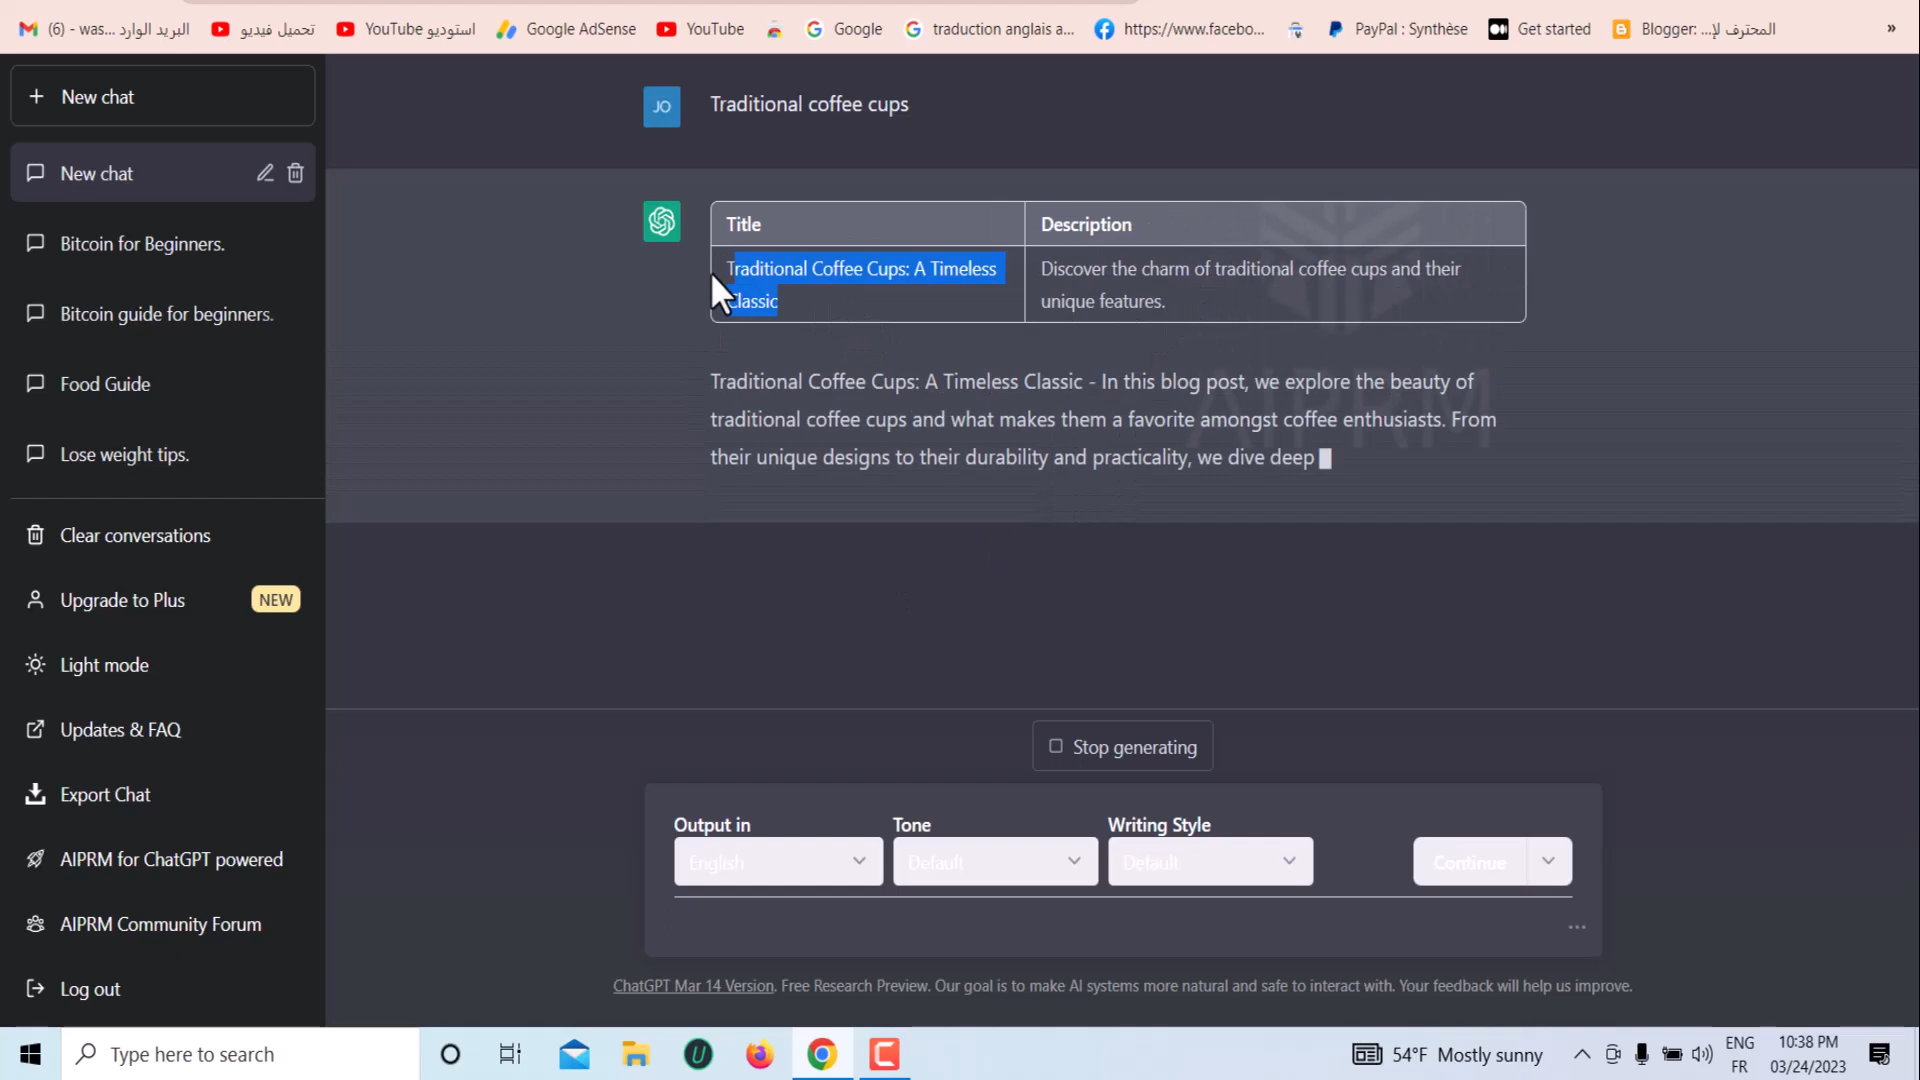 (6) - was... البريد الوارد
تحميل فيديو
YouTube استوديو
Google AdSense
YouTube
Google
traduction anglais a...
https://www.facebo...
PayPal : Synthèse
Get started
Blogger: ...المحترف لإ
»
New chat
New chat
Bitcoin for Beginners.
Bitcoin guide for beginners.
Food Guide
Lose weight tips.
Clear conversations
Upgrade to Plus
NEW
Light mode
Updates & FAQ
Export Chat
AIPRM for ChatGPT powered
AIPRM Community Forum
Log out
JO
Traditional coffee cups
Title
Description
Traditional Coffee Cups: A Timeless
Classic
Discover the charm of traditional coffee cups and their
unique features.
Traditional Coffee Cups: A Timeless Classic - In this blog post, we explore the beauty of
traditional coffee cups and what makes them a favorite amongst coffee enthusiasts. From
their unique designs to their durability and practicality, we dive deep
AIPRM
Stop generating
Output in
Tone
Writing Style
English
Default
Default
Continue
ChatGPT Mar 14 Version. Free Research Preview. Our goal is to make AI systems more natural and safe to interact with. Your feedback will help us improve.
Type here to search
U
54°F Mostly sunny
ENG
FR
10:38 PM
03/24/2023